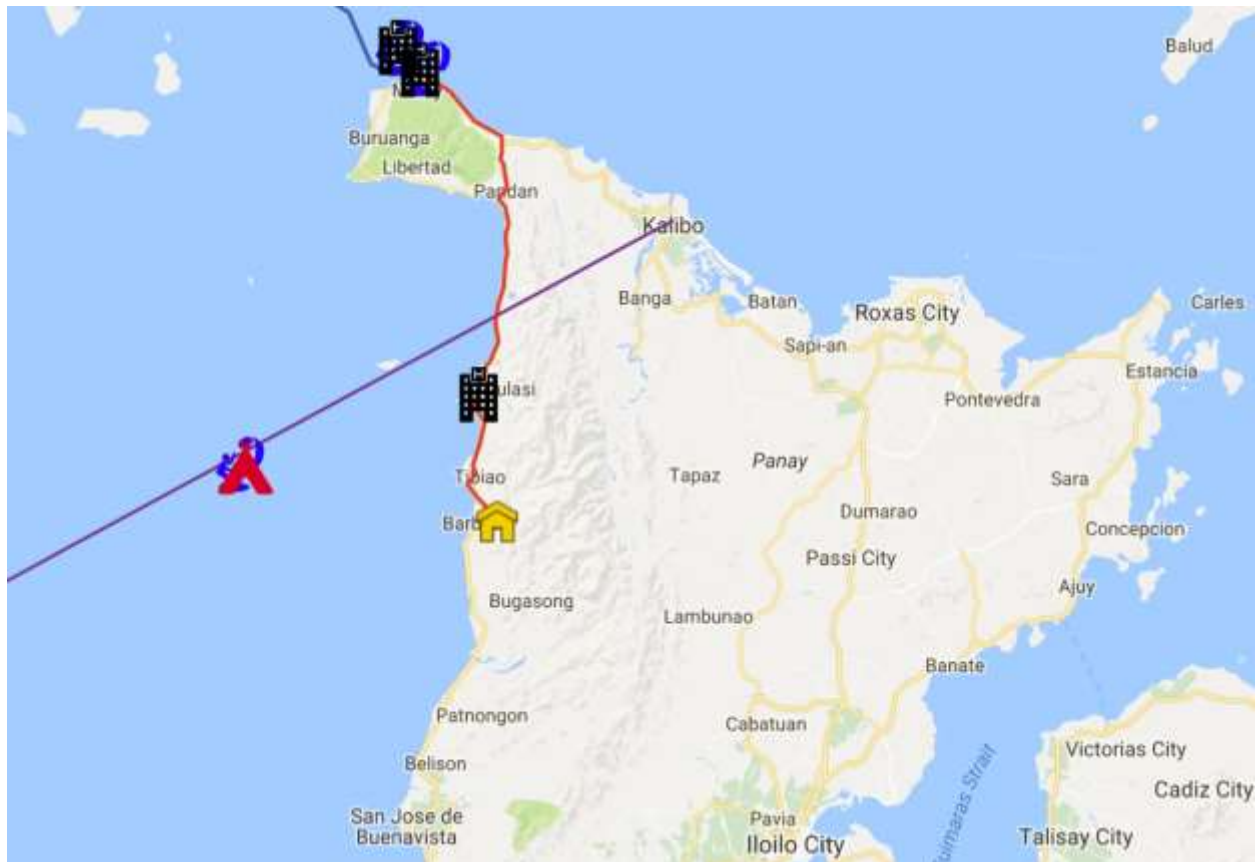 Balud
Buruanga
Libertad
Pandan
Kalibo
Banga
Batan
Carles
Roxas City
Sapi-an
Estancia
Pontevedra
Panay
Tapaz
Sara
Dumarao
Concepcion
Passi City
Ajuy
Bugasong
Lambunao
Banate
Patnongon
Cabatuan
Victorias City
Belison
Cadiz City
San Jose de
Buenavista
Pavia
Iloilo City
Talisay City